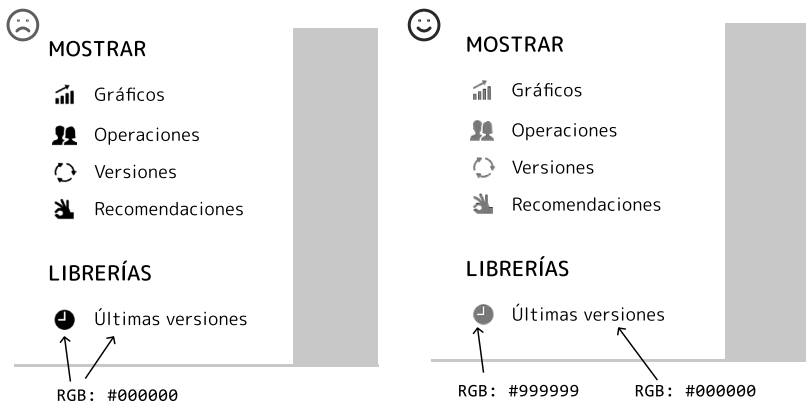 MOSTRAR
Gráficos
Operaciones
Versiones
Recomendaciones
LIBRERÍAS
Últimas versiones
RGB: #000000
MOSTRAR
Gráficos
Operaciones
Versiones
Recomendaciones
LIBRERÍAS
Últimas versiones
RGB: #999999
RGB: #000000